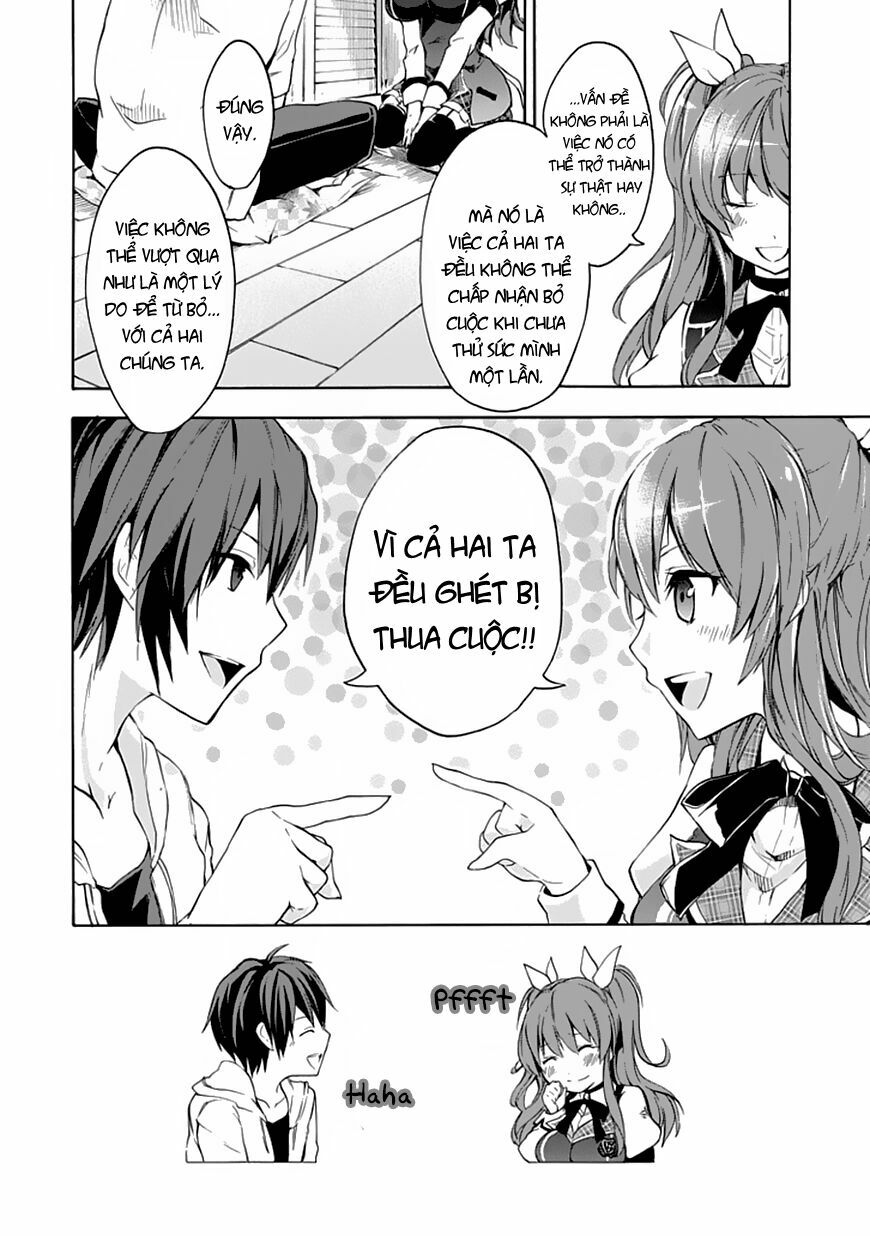 ...VẤN ĐỀ
KHÔNG PHẢI LÀ
VIỆC NÓ CÓ
THỂ TRỞ THÀNH
SỰ THẬT HAY
KHÔNG..
MÀ NÓ LÀ
VIỆC CẢ HAI TA
ĐỀU KHÔNG THỂ
CHẤP NHẬN BỎ
CUỘC KHI CHƯA
THỬ SỨC MÌNH
MỘT LẦN.
ĐÚNG
VẬY.
VIỆC KHÔNG
THỂ VƯỢT QUA
NHƯ LÀ MỘT LÝ
DO ĐỂ TỪ BỎ...
VỚI CẢ HAI
CHÚNG TA.
VÌ CẢ HAI TA
ĐỀU GHÉT BỊ
THUA CUỘC!!
Pffft
Haha